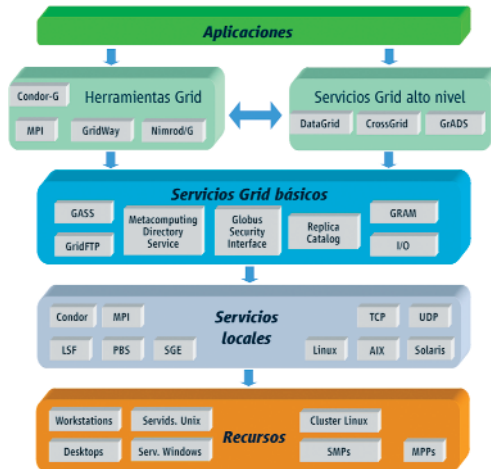 Aplicaciones
Condor-G
Herramientas Grid
MPI
GridWay
Nimrod/G
Servicios Grid alto nivel
DataGrid
CrossGrid
GrADS
Servicios Grid básicos
GASS
GridFTP
Metacomputing
Directory
Service
Globus
Security
Interface
Replica
Catalog
GRAM
I/O
Servicios
locales
Condor
MPI
LSF
PBS
SGE
TCP
UDP
Linux
AIX
Solaris
Recursos
Workstations
Servids. Unix
Desktops
Serv. Windows
Cluster Linux
SMPs
MPPs